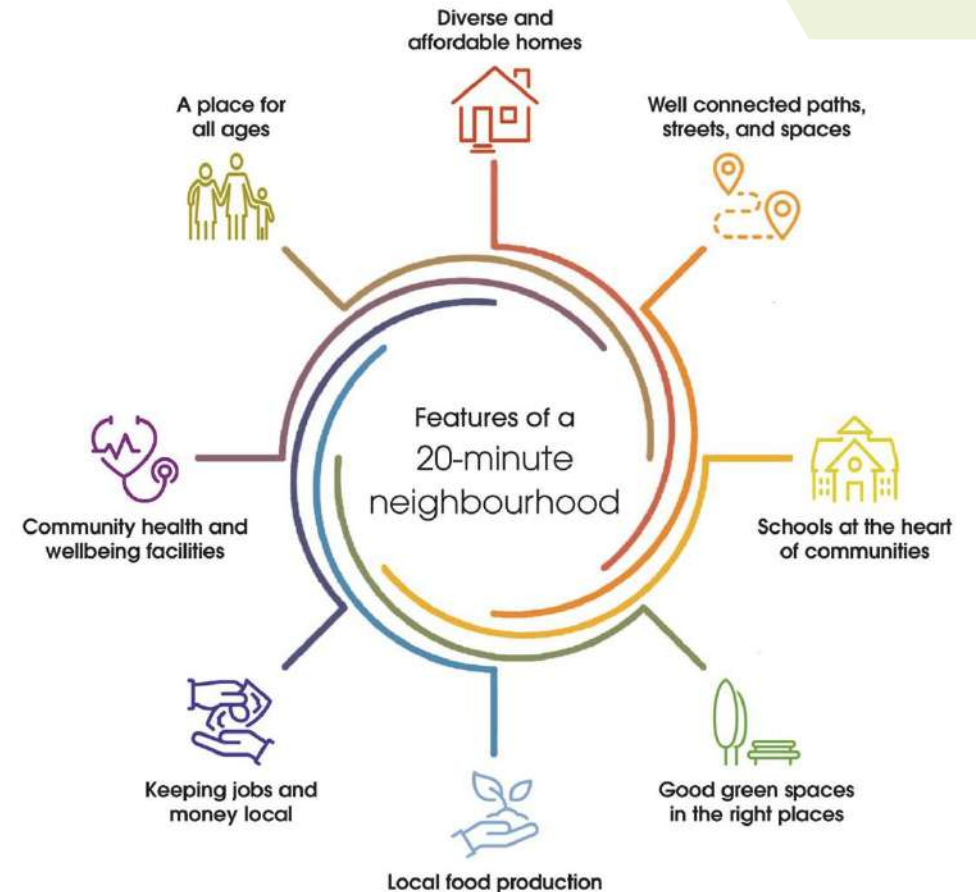 Diverse and
affordable homes
A place for
all ages
Well connected paths,
streets, and spaces
Features of a
20-minute
neighbourhood
Community health and
wellbeing facilities
Schools at the heart
of communities
Keeping jobs and
money local
Good green spaces
in the right places
Local food production